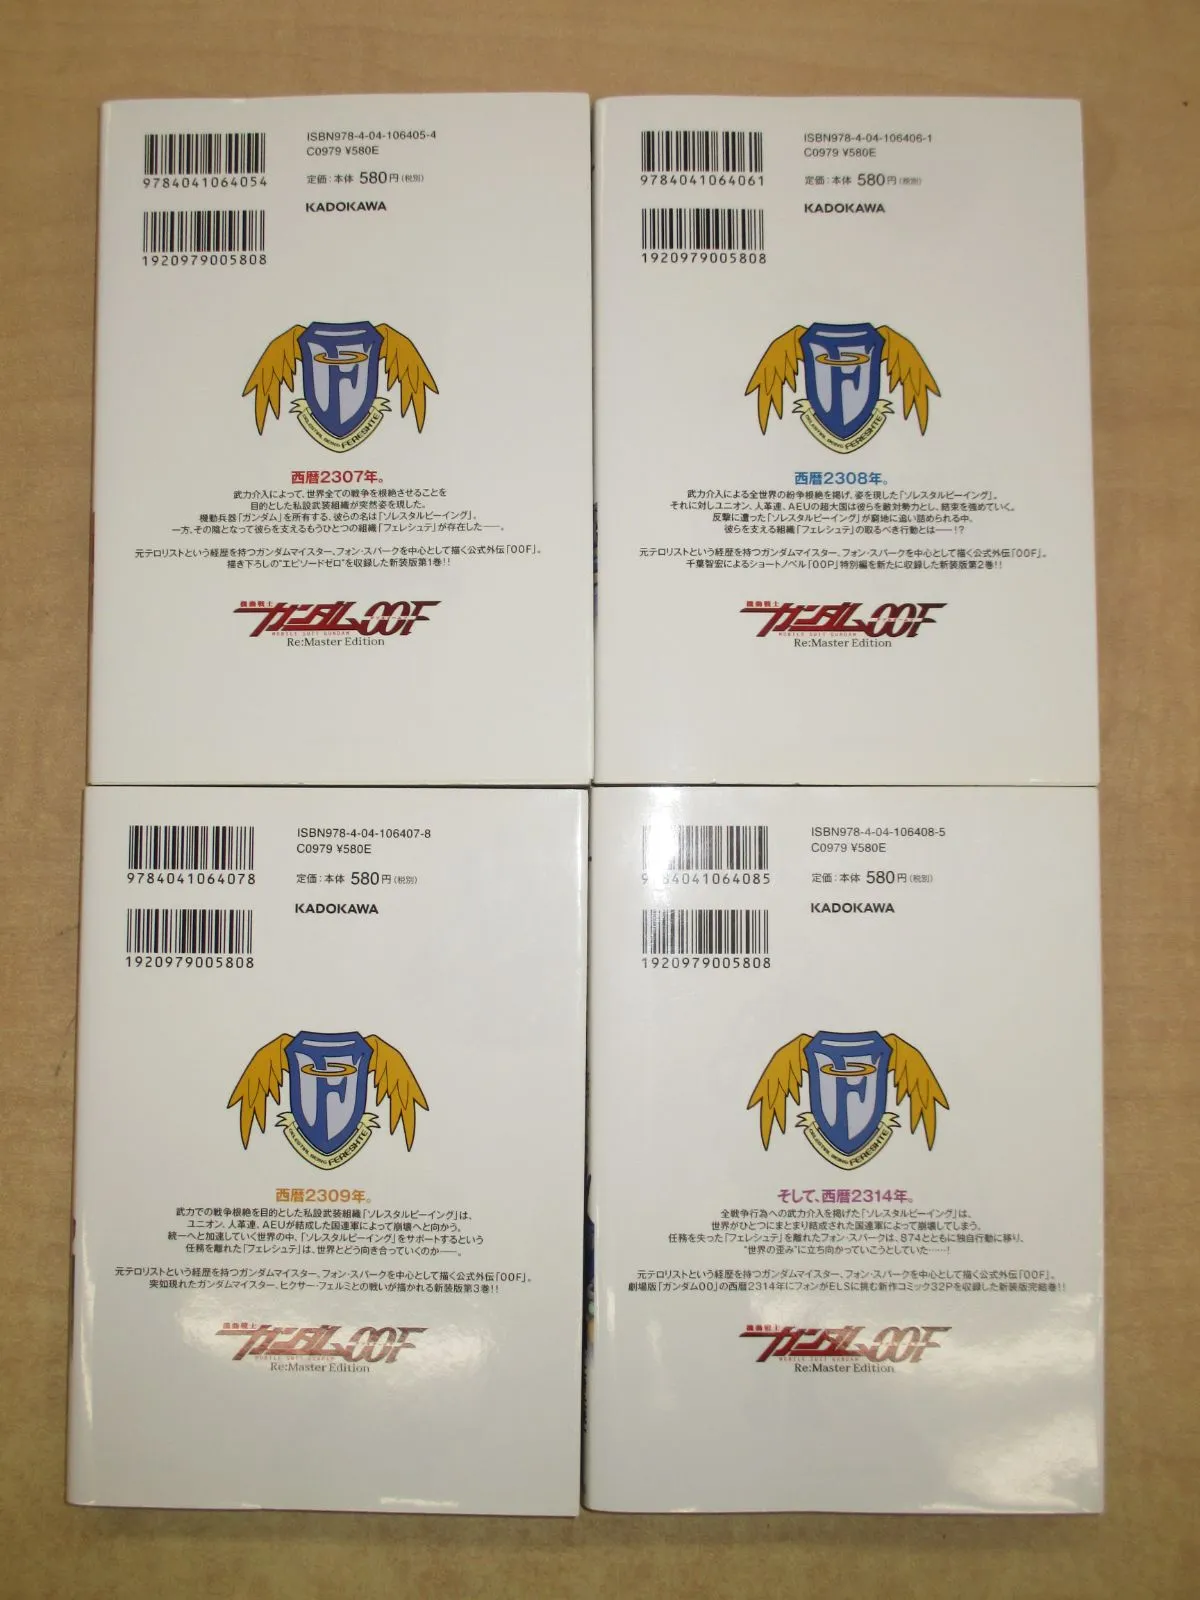 ISBN978-4-04-106405-4
C0979 ¥580E
定価:本体 580円(税別)
KADOKAWA
9784041064054
1920979005808
F
CELESTIAL BEING FERESHTE
西暦2307年。
武力介入によって、世界全ての戦争を根絶させることを
目的とした私設武装組織が突然姿を現した。
機動兵器「ガンダム」を所有する、彼らの名は「ソレスタルビーイング」。
一方、その陰となって彼らを支えるもうひとつの組織「フェレシュテ」が存在した――。
元テロリストという経歴を持つガンダムマイスター、フォン・スパークを中心として描く公式外伝「00F」。
描き下ろしの"エピソードゼロ"を収録した新装版第1巻!!
機動戦士
ガンダム00F
MOBILE SUIT GUNDAM
Re:Master Edition
ISBN978-4-04-106406-1
C0979 ¥580E
定価:本体 580円(税別)
KADOKAWA
9784041064061
1920979005808
F
CELESTIAL BEING FERESHTE
西暦2308年。
武力介入による全世界の紛争根絶を掲げ、姿を現した「ソレスタルビーイング」。
それに対しユニオン、人革連、AEUの超大国は彼らを敵対勢力とし、結束を強めていく。
反撃に遭った「ソレスタルビーイング」が窮地に追い詰められる中、
彼らを支える組織「フェレシュテ」の取るべき行動とは――!?
元テロリストという経歴を持つガンダムマイスター、フォン・スパークを中心として描く公式外伝「00F」。
千葉智宏によるショートノベル「00P」特別編を新たに収録した新装版第2巻!!
機動戦士
ガンダム00F
MOBILE SUIT GUNDAM
Re:Master Edition
ISBN978-4-04-106407-8
C0979 ¥580E
定価:本体 580円(税別)
KADOKAWA
9784041064078
1920979005808
F
CELESTIAL BEING FERESHTE
西暦2309年。
武力での戦争根絶を目的とした私設武装組織「ソレスタルビーイング」は、
ユニオン、人革連、AEUが結成した国連軍によって崩壊へと向かう。
統一へと加速していく世界の中、「ソレスタルビーイング」をサポートするという
任務を離れた「フェレシュテ」は、世界とどう向き合っていくのか――。
元テロリストという経歴を持つガンダムマイスター、フォン・スパークを中心として描く公式外伝「00F」。
突如現れたガンダムマイスター、ヒクサー・フェルミとの戦いが描かれる新装版第3巻!!
機動戦士
ガンダム00F
MOBILE SUIT GUNDAM
Re:Master Edition
ISBN978-4-04-106408-5
C0979 ¥580E
定価:本体 580円(税別)
KADOKAWA
9784041064085
1920979005808
F
CELESTIAL BEING FERESHTE
そして、西暦2314年。
全戦争行為への武力介入を掲げた「ソレスタルビーイング」は、
世界がひとつにまとまり結成された国連軍によって崩壊してしまう。
任務を失った「フェレシュテ」を離れたフォン・スパークは、874とともに独自行動に移り、
"世界の歪み"に立ち向かっていこうとしていた……!
元テロリストという経歴を持つガンダムマイスター、フォン・スパークを中心として描く公式外伝「00F」。
劇場版「ガンダム00」の西暦2314年にフォンがELSに挑む新作コミック32Pを収録した新装版完結巻!!
機動戦士
ガンダム00F
MOBILE SUIT GUNDAM
Re:Master Edition